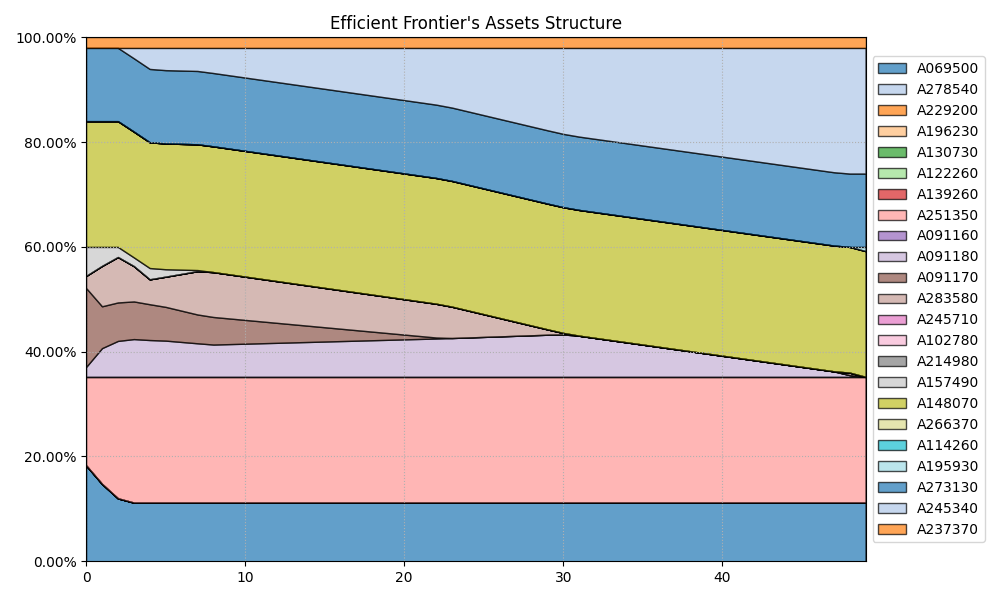 Efficient Frontier's Assets Structure
100.00%
80.00%
60.00%
40.00%
20.00%
0.00%
0
10
20
30
40
A069500
A278540
A229200
A196230
A130730
A122260
A139260
A251350
A091160
A091180
A091170
A283580
A245710
A102780
A214980
A157490
A148070
A266370
A114260
A195930
A273130
A245340
A237370